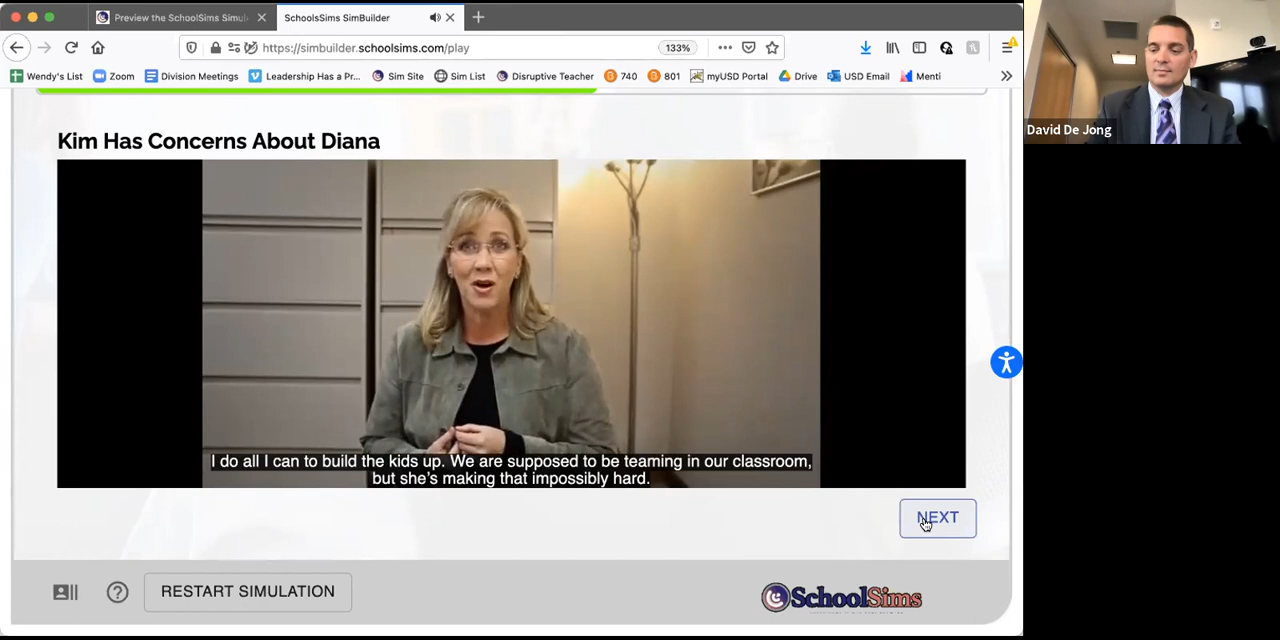 Preview the SchoolSims Simul
SchoolsSims SimBuilder
https://simbuilder.schoolsims.com/play
133%
Wendy's List
Zoom
Division Meetings
Leadership Has a Pr...
Sim Site
Sim List
Disruptive Teacher
740
801
myUSD Portal
Drive
USD Email
Menti
David De Jong
Kim Has Concerns About Diana
I do all I can to build the kids up. We are supposed to be teaming in our classroom,
but she's making that impossibly hard.
NEXT
RESTART SIMULATION
SchoolSims